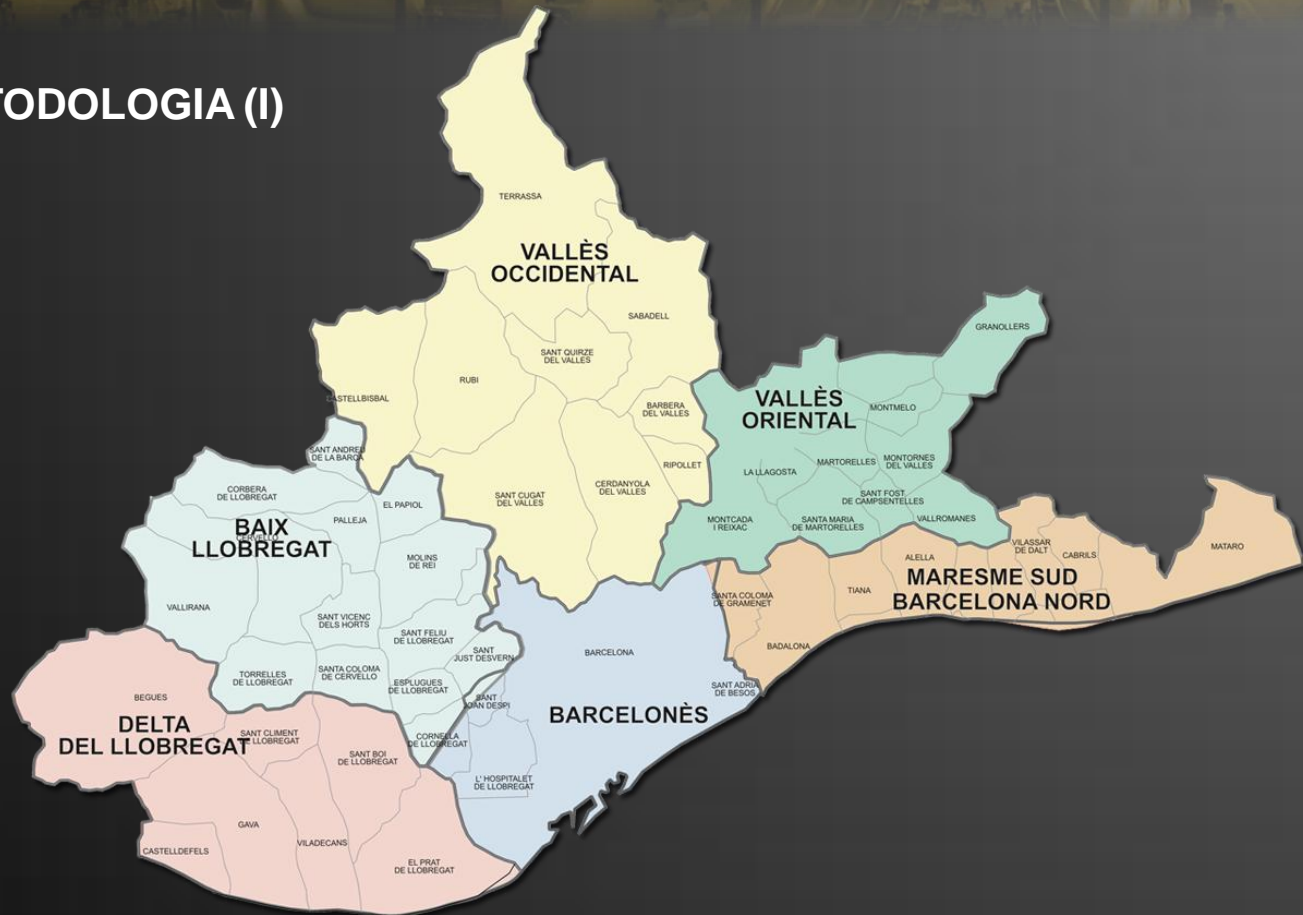 TODOLOGIA (I)
TERRASSA
VALLÈS
OCCIDENTAL
SABADELL
SANT QUIRZE
DEL VALLES
RUBI
CASTELLBISBAL
BARBERA
DEL VALLES
RIPOLLET
SANT CUGAT
DEL VALLES
CERDANYOLA
DEL VALLES
GRANOLLERS
VALLÈS
ORIENTAL
MONTMELO
LA LLAGOSTA
MARTORELLES
MONTORNES
DEL VALLES
SANT FOST
DE CAMPSENTELLES
MONTCADA
I REIXAC
SANTA MARIA
DE MARTORELLES
VALLROMANES
SANT ANDREU
DE LA BARCA
CORBERA
DE LLOBREGAT
EL PAPIOL
PALLEJA
BAIX
LLOBREGAT
CERVELLO
MOLINS
DE REI
VALLIRANA
SANT VICENC
DELS HORTS
SANT FELIU
DE LLOBREGAT
SANT
JUST DESVERN
TORRELLES
DE LLOBREGAT
SANTA COLOMA
DE CERVELLO
ESPLUGUES
DE LLOBREGAT
SANT
JOAN DESPI
CORNELLA
DE LLOBREGAT
VILASSAR
DE DALT
CABRILS
MATARO
ALELLA
MARESME SUD
BARCELONA NORD
TIANA
SANTA COLOMA
DE GRAMENET
BADALONA
BARCELONA
SANT ADRIA
DE BESOS
BARCELONÈS
L' HOSPITALET
DE LLOBREGAT
BEGUES
DELTA
DEL LLOBREGAT
SANT CLIMENT
DE LLOBREGAT
SANT BOI
DE LLOBREGAT
GAVA
CASTELLDEFELS
VILADECANS
EL PRAT
DE LLOBREGAT